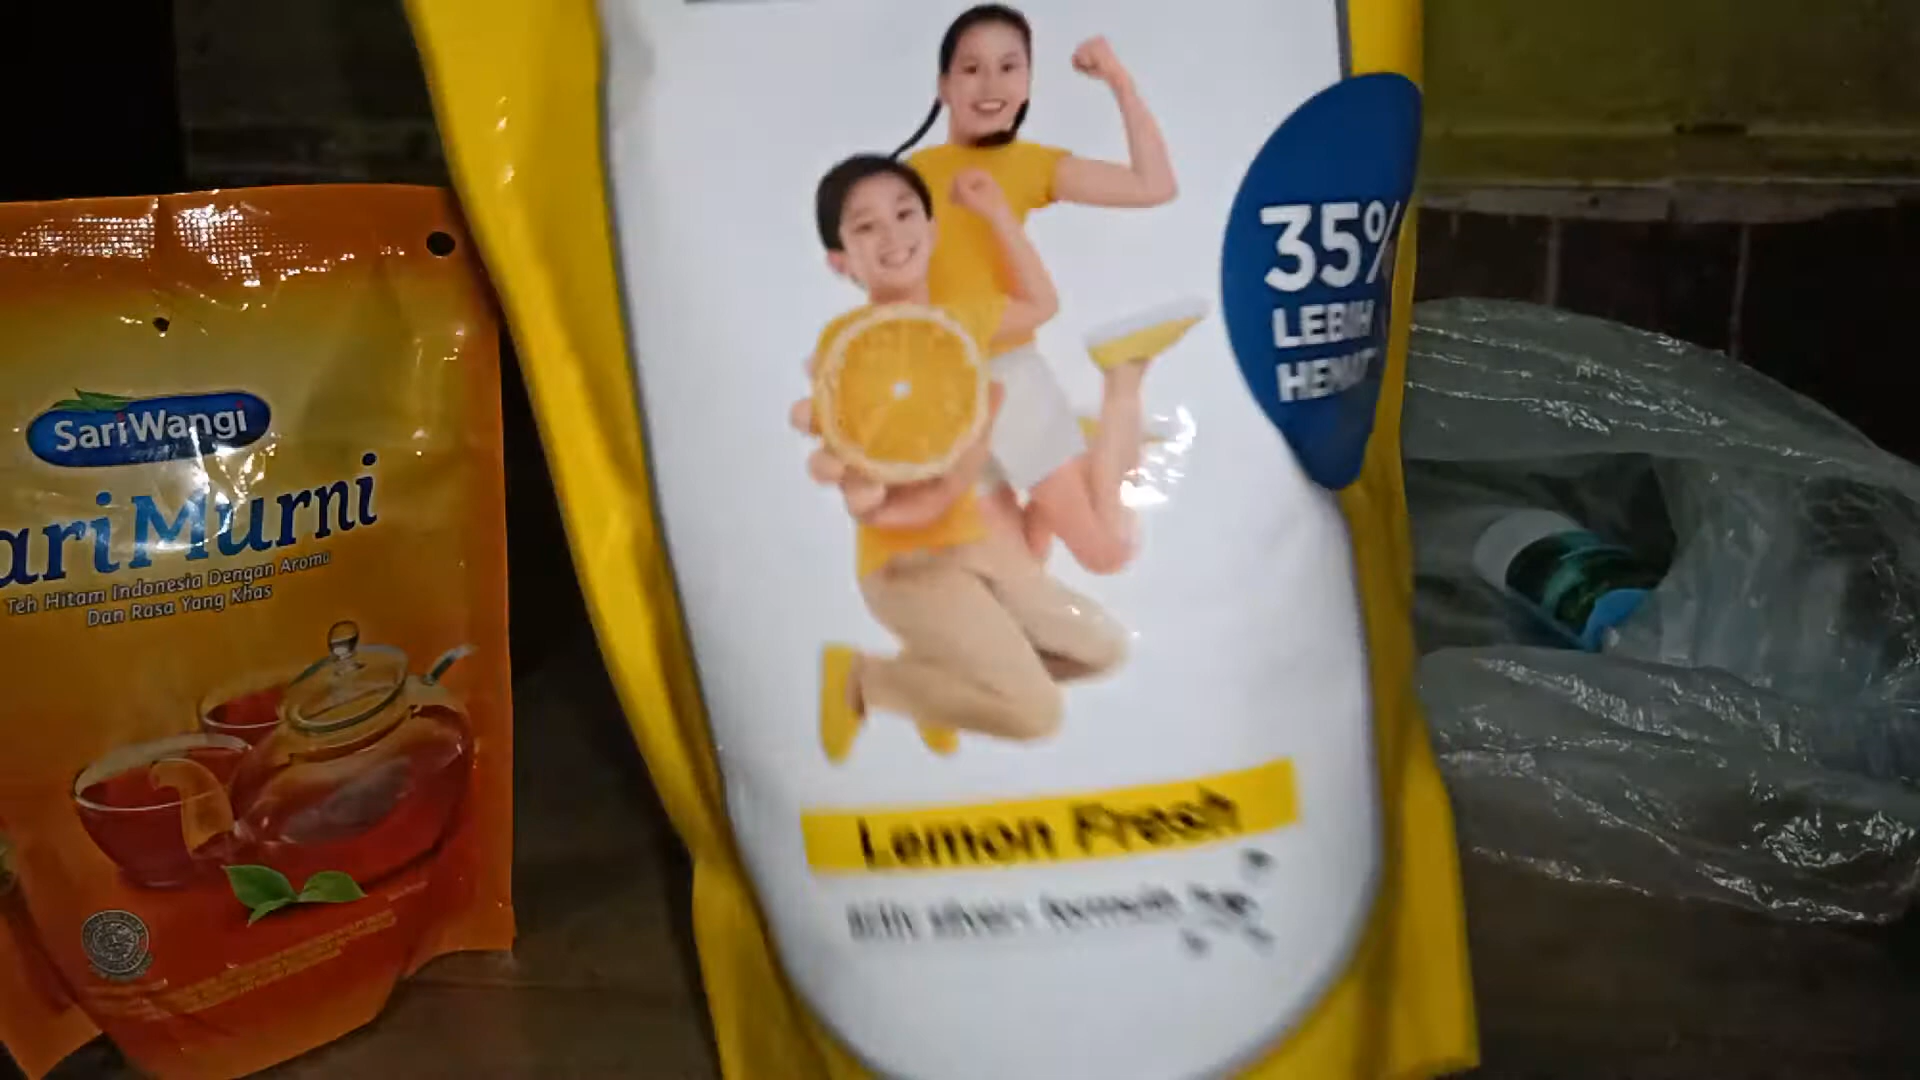 SariWangi
ariMurni
Teh Hitam Indonesia Dengan Aroma
Dan Rasa Yang Khas
35%
LEBIH
HEMAT
Lemon Fresh